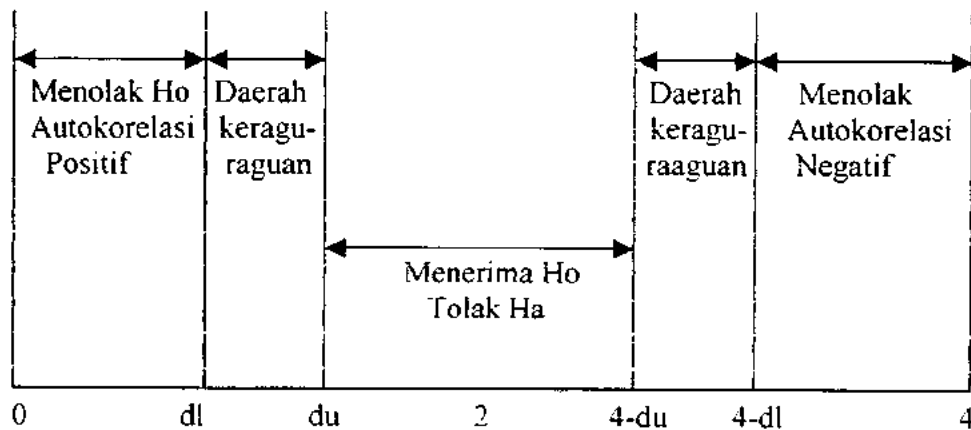 Menolak Ho
Autokorelasi
Positif
Daerah
keragu-
raguan
Menerima Ho
Tolak Ha
Daerah
keragu-
raaguan
Menolak
Autokorelasi
Negatif
0 dl du 2 4-du 4-dl 4